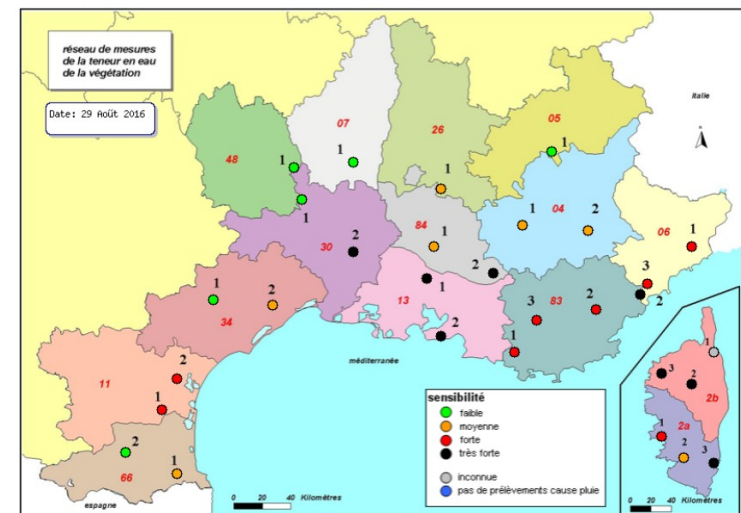 réseau de mesures
de la teneur en eau
de la végétation
Date: 29 Août 2016
Italie
07
26
05
48
1
1
1
1
1
04
84
1
1
2
06
1
30
2
2
3
2
1
34
2
13
1
2
83
3
2
1
méditerranée
11
2
1
66
2
1
espagne
0 20 40 Kilomètres
sensibilité
faible
moyenne
forte
très forte
inconnue
pas de prélèvements cause pluie
0 20 40 Kilomètres
1
3
2
2b
2a
1
2
3
0 20 40 Kilomètres